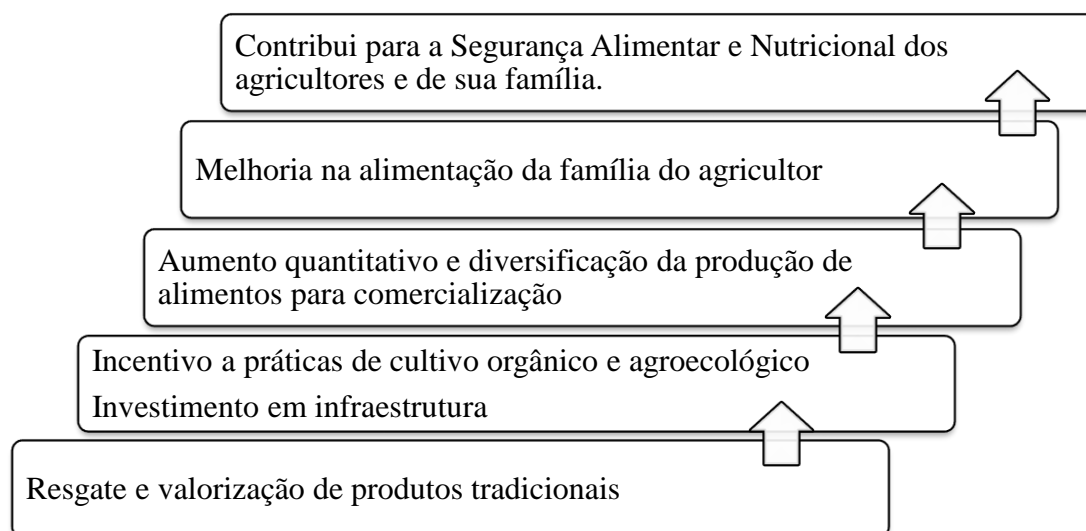 Contribui para a Segurança Alimentar e Nutricional dos
agricultores e de sua família.
Melhoria na alimentação da família do agricultor
Aumento quantitativo e diversificação da produção de
alimentos para comercialização
Incentivo a práticas de cultivo orgânico e agroecológico
Investimento em infraestrutura
Resgate e valorização de produtos tradicionais